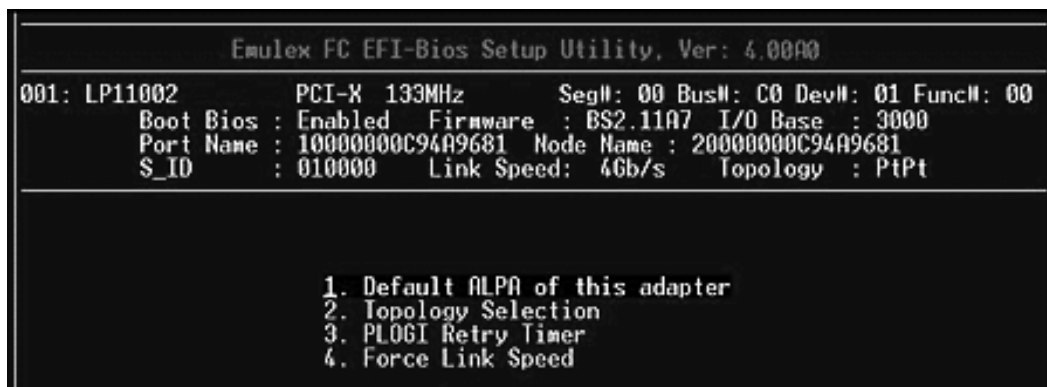 Emulex FC EFI-Bios Setup Utility, Ver: 4.00A0
001: LP11002 PCI-X 133MHz Seg#: 00 Bus#: C0 Dev#: 01 Func#: 00
Boot Bios : Enabled Firmware : BS2.11A7 I/O Base : 3000
Port Name : 10000000C94A9681 Node Name : 20000000C94A9681
S_ID : 010000 Link Speed: 4Gb/s Topology : PtPt
1. Default ALPA of this adapter
2. Topology Selection
3. PLOGI Retry Timer
4. Force Link Speed